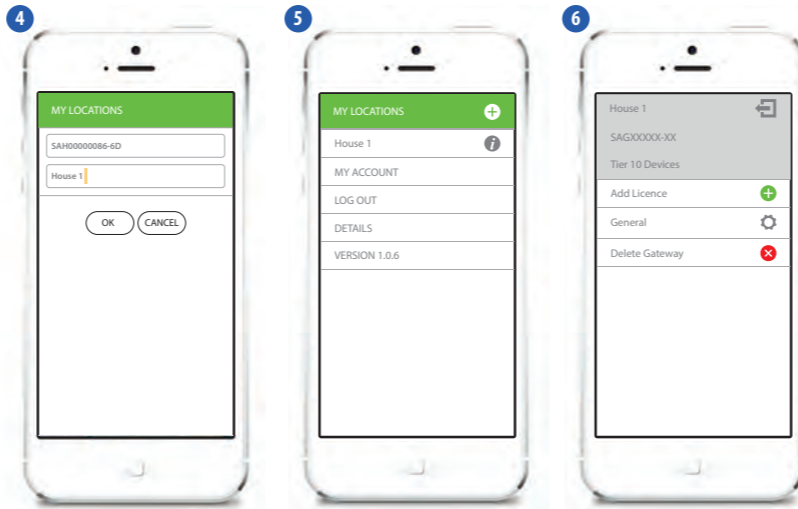 4
MY LOCATIONS
SAH00000086-6D
House 1
OK CANCEL
5
MY LOCATIONS
House 1
MY ACCOUNT
LOG OUT
DETAILS
VERSION 1.0.6
6
House 1
SAGXXXXX-XX
Tier 10 Devices
Add Licence
General
Delete Gateway